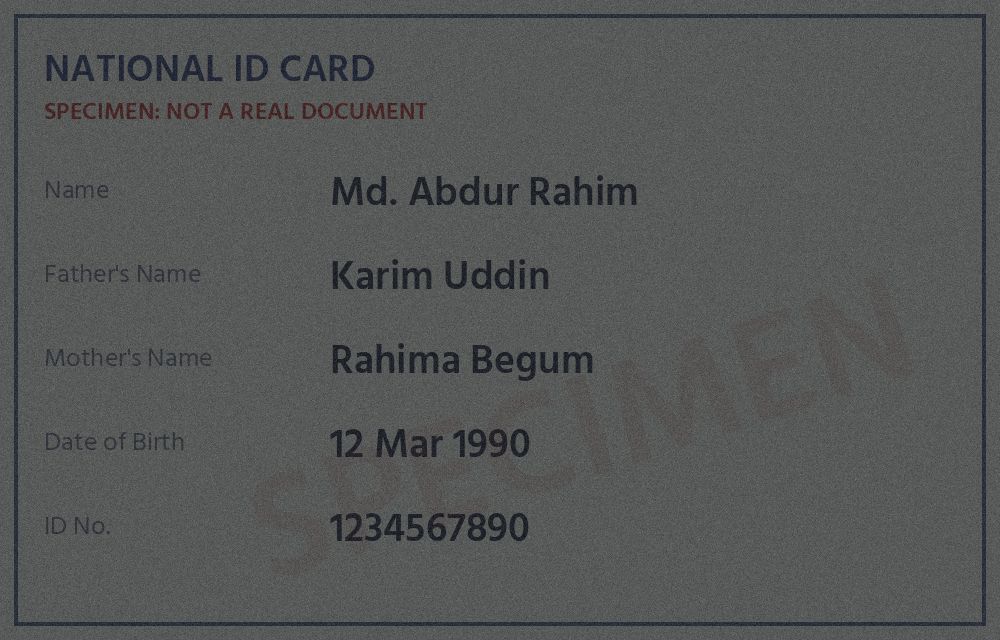 NATIONAL ID CARD
SPECIMEN: NOT A REAL DOCUMENT
Name Md. Abdur Rahim
Father's Name Karim Uddin
Mother's Name Rahima Begum
Date of Birth 12 Mar 1990
ID No. 1234567890
SPECIMEN